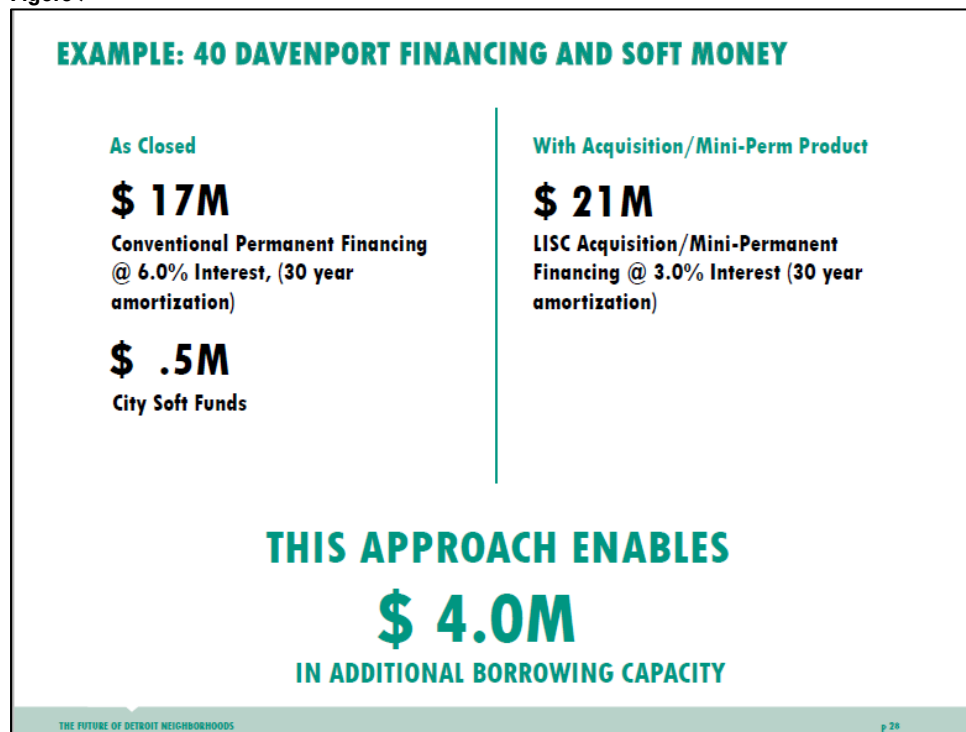 EXAMPLE: 40 DAVENPORT FINANCING AND SOFT MONEY
As Closed
$ 17M
Conventional Permanent Financing
@ 6.0% Interest, (30 year
amortization)
$ .5M
City Soft Funds
With Acquisition/Mini-Perm Product
$ 21M
LISC Acquisition/Mini-Permanent
Financing @ 3.0% Interest (30 year
amortization)
THIS APPROACH ENABLES
$ 4.0M
IN ADDITIONAL BORROWING CAPACITY
THE FUTURE OF DETROIT NEIGHBORHOODS
p 28